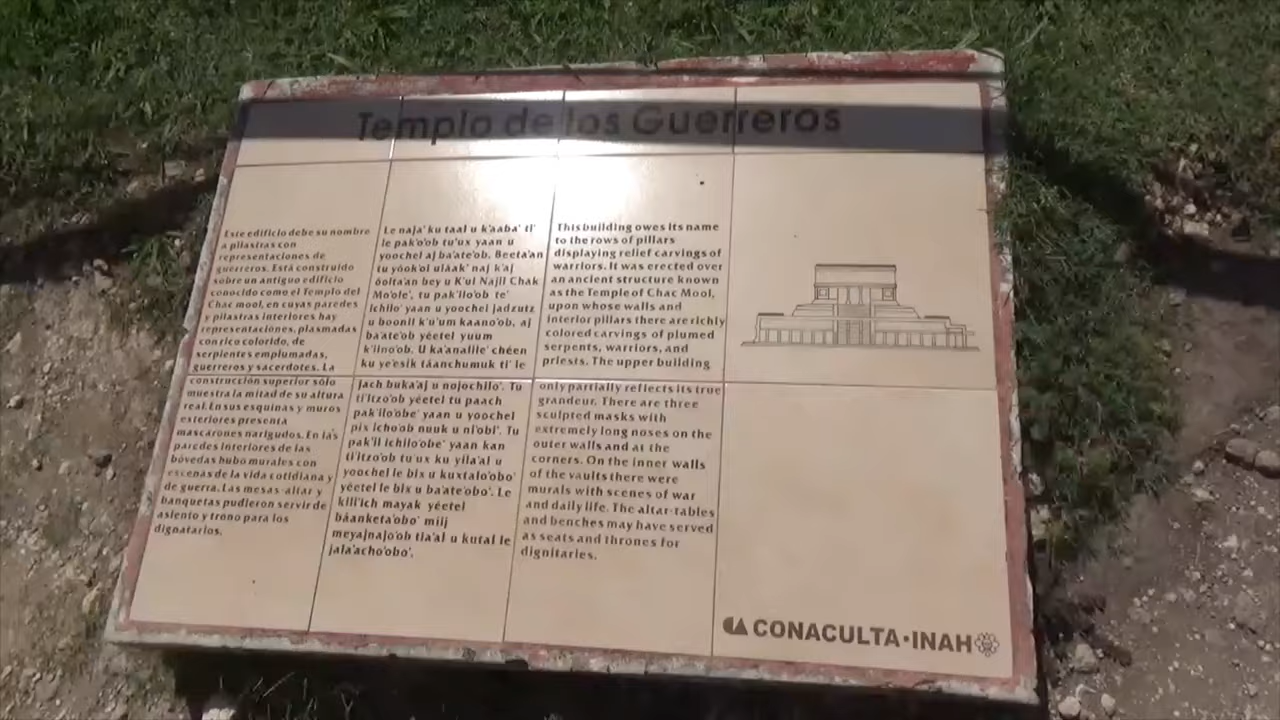 Templo de los Guerreros
Este edificio debe su nombre
a pilastras con
representaciones de
guerreros. Está construido
sobre un antiguo edificio
conocido como el Templo del
Chac mool, en cuyas paredes
y pilastras interiores hay
representaciones, plasmadas
con rico colorido, de
serpientes emplumadas,
guerreros y sacerdotes. La
construcción superior sólo
muestra la mitad de su altura
real. En sus esquinas y muros
exteriores presenta
mascarones narigudos. En las
paredes interiores de las
bóvedas hubo murales con
escenas de la vida cotidiana y
de guerra. Las mesas-altar y
banquetas pudieron servir de
asiento y trono para los
dignatarios.
Le naja' ku taal u k'aaba' ti'
le pak'o'ob tu'ux yaan u
yoochel aj ba'ate'ob. Beeta'an
tu yóok'ol uláak' naj k'aj
óolta'an bey u K'ul Najil Chak
Mo'ole', tu pak'ilo'ob te'
ichilo' yaan u yoochel jadzutz
u boonil k'u'um kaano'ob, aj
ba'ate'ob yéetel yuum
k'iino'ob. U ka'analile' chéen
ku ye'esik táanchumuk ti' le
jach buka'aj u nojochilo'. Tu
ti'itzo'ob yéetel tu paach
pak'ilo'obe' yaan u yoochel
pix icho'ob nuuk u ni'obi'. Tu
pak'il ichilo'obe' yaan kan
ti'itzo'ob tu'ux ku yila'al u
yoochel le bix u kuxtalo'obo'
yéetel le bix u ba'ate'obo'. Le
kili'ich mayak yéetel
báanketa'obo' miij
meyajnajo'ob tia'al u kutal le
jala'acho'obo'.
This building owes its name
to the rows of pillars
displaying relief carvings of
warriors. It was erected over
an ancient structure known
as the Temple of Chac Mool,
upon whose walls and
interior pillars there are richly
colored carvings of plumed
serpents, warriors, and
priests. The upper building
only partially reflects its true
grandeur. There are three
sculpted masks with
extremely long noses on the
outer walls and at the
corners. On the inner walls
of the vaults there were
murals with scenes of war
and daily life. The altar-tables
and benches may have served
as seats and thrones for
dignitaries.
CONACULTA·INAH